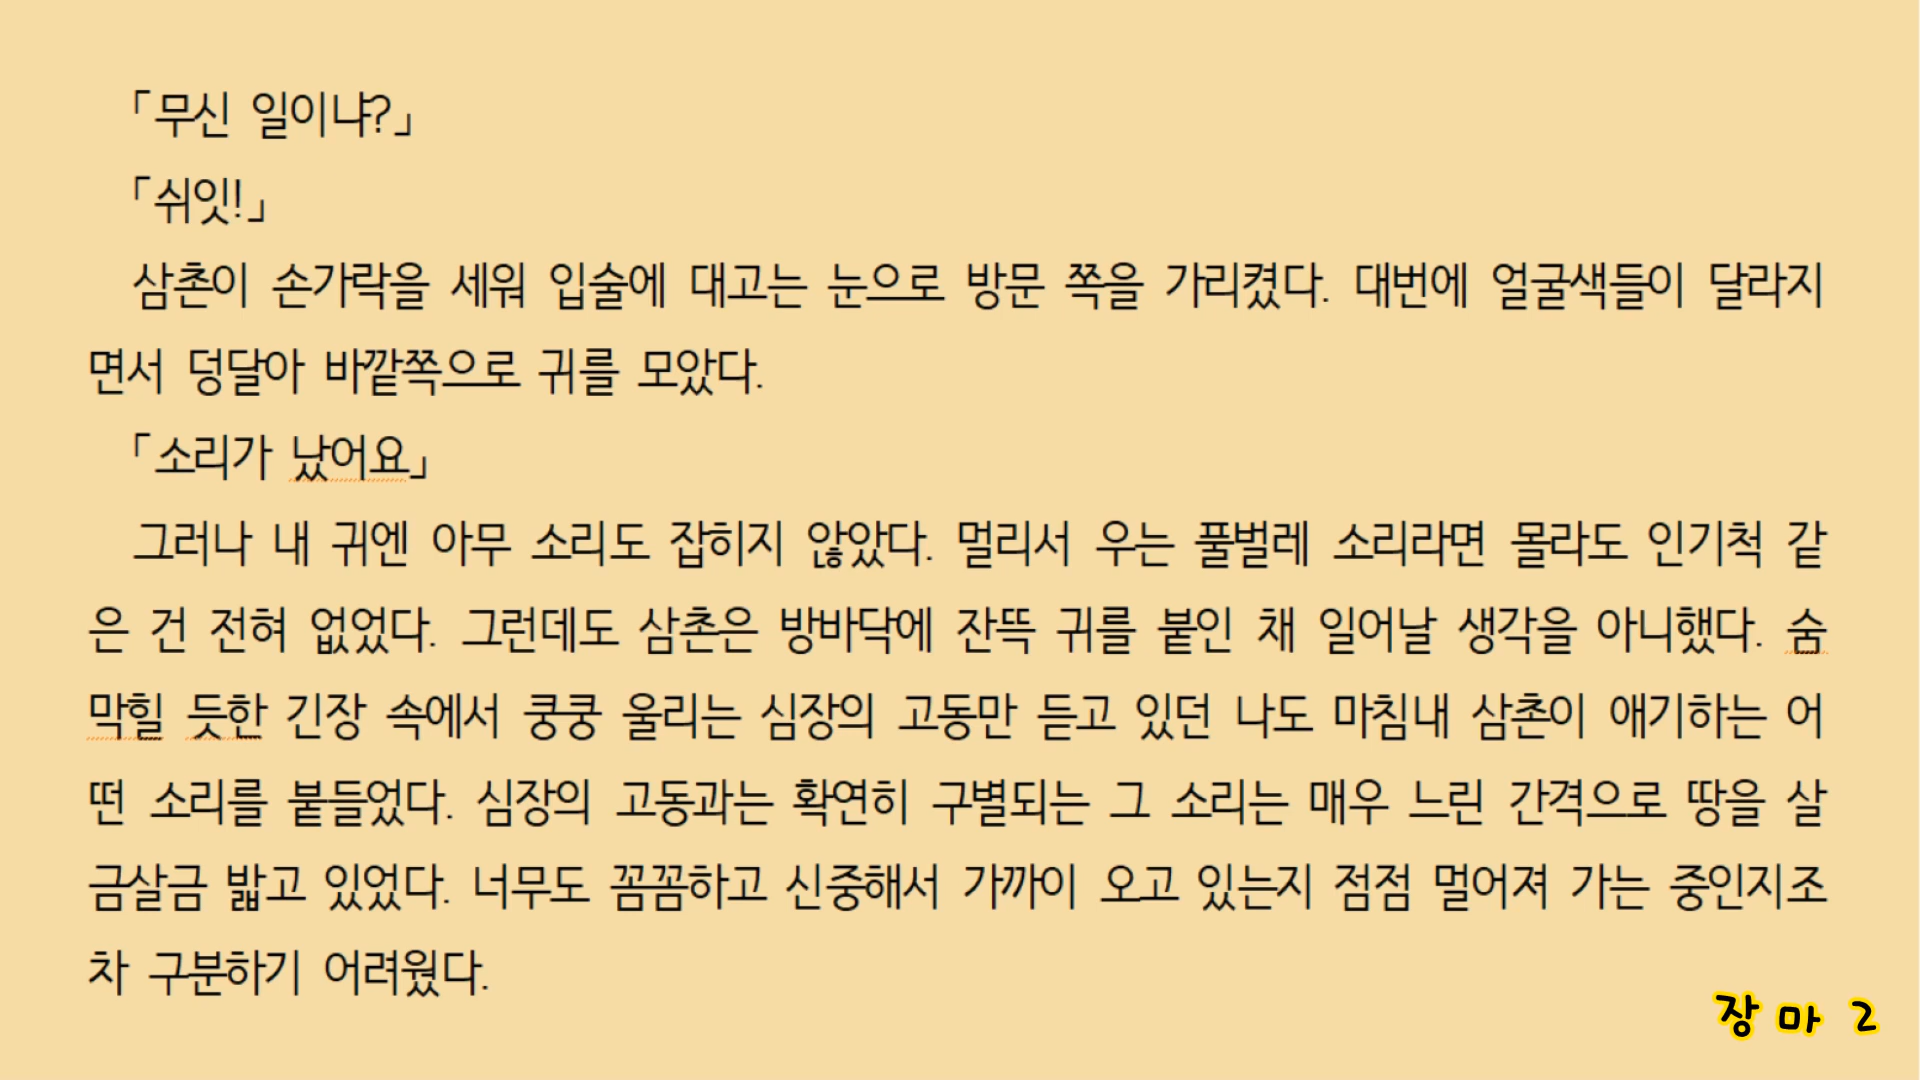 「무신 일이냐?」
「쉬잇!」
삼촌이 손가락을 세워 입술에 대고는 눈으로 방문 쪽을 가리켰다. 대번에 얼굴색들이 달라지
면서 덩달아 바깥쪽으로 귀를 모았다.
「소리가 났어요」
그러나 내 귀엔 아무 소리도 잡히지 않았다. 멀리서 우는 풀벌레 소리라면 몰라도 인기척 같
은 건 전혀 없었다. 그런데도 삼촌은 방바닥에 잔뜩 귀를 붙인 채 일어날 생각을 아니했다. 숨
막힐 듯한 긴장 속에서 쿵쿵 울리는 심장의 고동만 듣고 있던 나도 마침내 삼촌이 얘기하는 어
떤 소리를 붙들었다. 심장의 고동과는 확연히 구별되는 그 소리는 매우 느린 간격으로 땅을 살
금살금 밟고 있었다. 너무도 꼼꼼하고 신중해서 가까이 오고 있는지 점점 멀어져 가는 중인지조
차 구분하기 어려웠다.
장마 2